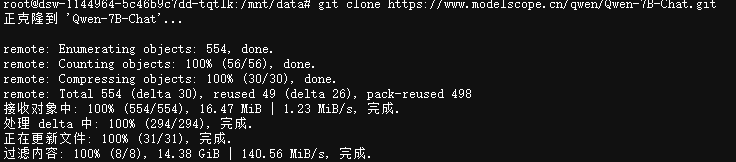 root@dsw-1144964-5c46b9c7dd-tqtlk:/mnt/data# git clone https://www.modelscope.cn/qwen/Qwen-7B-Chat.git
正克隆到 'Qwen-7B-Chat'...
remote: Enumerating objects: 554, done.
remote: Counting objects: 100% (56/56), done.
remote: Compressing objects: 100% (30/30), done.
remote: Total 554 (delta 30), reused 49 (delta 26), pack-reused 498
接收对象中: 100% (554/554), 16.47 MiB | 1.23 MiB/s, 完成.
处理 delta 中: 100% (294/294), 完成.
正在更新文件: 100% (31/31), 完成.
过滤内容: 100% (8/8), 14.38 GiB | 140.56 MiB/s, 完成.